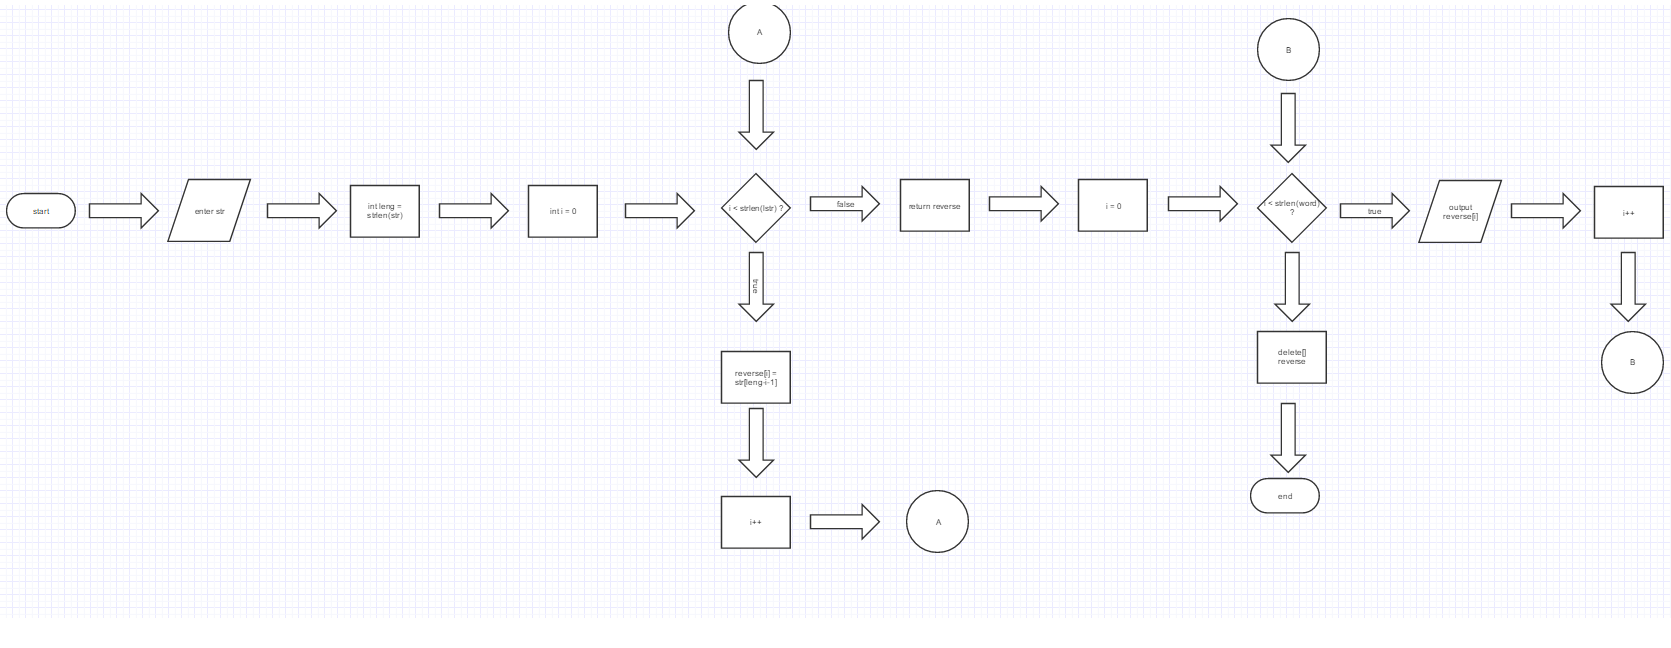 A
B
start
enter str
int leng =
strlen(str)
int i = 0
i < strlen(lstr) ?
false
return reverse
i = 0
i < strlen(word)
?
true
output
reverse[i]
i++
true
reverse[i] =
str[leng-i-1]
delete[]
reverse
B
i++
A
end